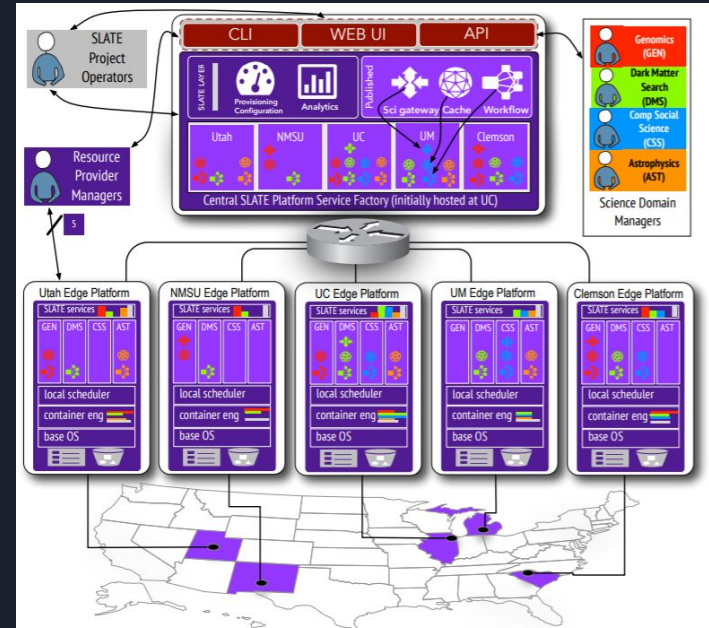 SLATE
Project
Operators
CLI
WEB UI
API
SLATE LAYER
Provisioning
Configuration
Analytics
Published
Sci gateway
Cache
Workflow
Utah
NMSU
UC
UM
Clemson
Central SLATE Platform Service Factory (initially hosted at UC)
Genomics
(GEN)
Dark Matter
Search
(DMS)
Comp Social
Science
(CSS)
Astrophysics
(AST)
Science Domain
Managers
Resource
Provider
Managers
5
Utah Edge Platform
SLATE services
GEN DMS CSS AST
local scheduler
container eng
base OS
NMSU Edge Platform
SLATE services
GEN DMS CSS AST
local scheduler
container eng
base OS
UC Edge Platform
SLATE services
GEN DMS CSS AST
local scheduler
container eng
base OS
UM Edge Platform
SLATE services
GEN DMS CSS AST
local scheduler
container eng
base OS
Clemson Edge Platform
SLATE services
GEN DMS CSS AST
local scheduler
container eng
base OS